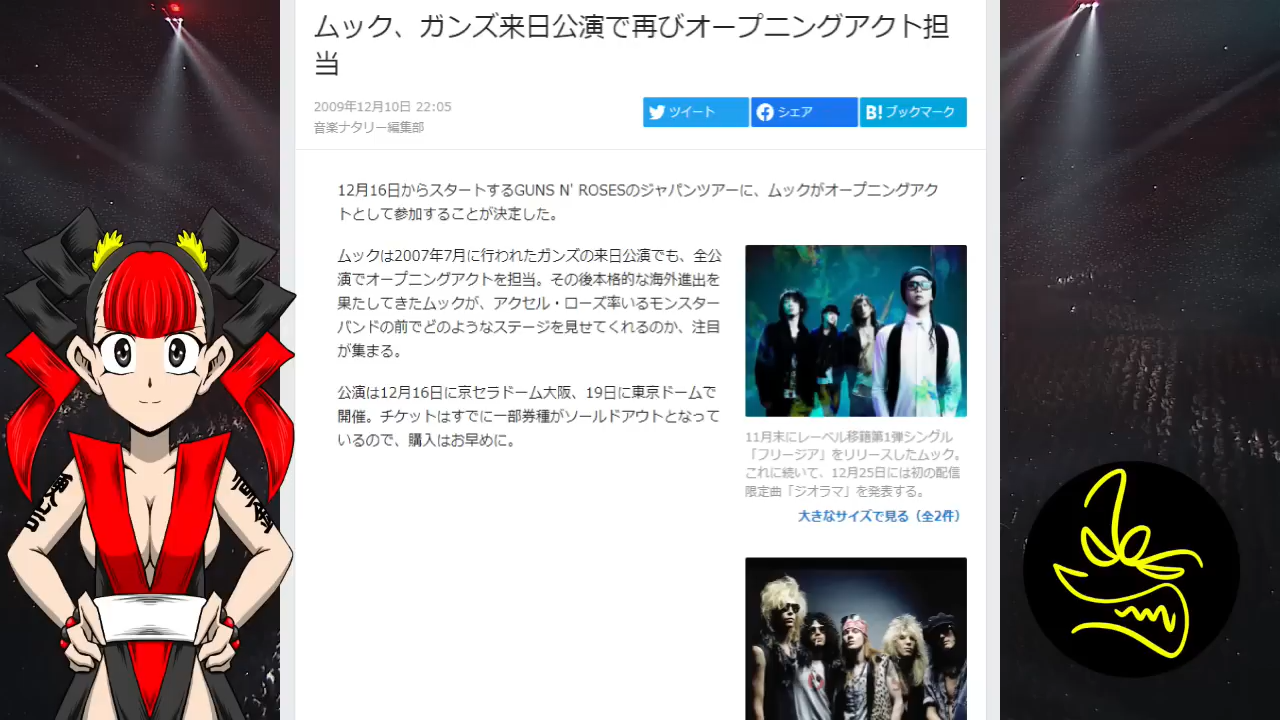 ムック、ガンズ来日公演で再びオープニングアクト担
当
2009年12月10日 22:05
音楽ナタリー編集部
ツイート
シェア
B! ブックマーク
12月16日からスタートするGUNS N' ROSESのジャパンツアーに、ムックがオープニングアク
トとして参加することが決定した。
ムックは2007年7月に行われたガンズの来日公演でも、全公
演でオープニングアクトを担当。その後本格的な海外進出を
果たしてきたムックが、アクセル・ローズ率いるモンスター
バンドの前でどのようなステージを見せてくれるのか、注目
が集まる。
公演は12月16日に京セラドーム大阪、19日に東京ドームで
開催。チケットはすでに一部券種がソールドアウトとなって
いるので、購入はお早めに。
11月末にレーベル移籍第1弾シングル
「フリージア」をリリースしたムック。
これに続いて、12月25日には初の配信
限定曲「ジオラマ」を発表する。
大きなサイズで見る（全2件）